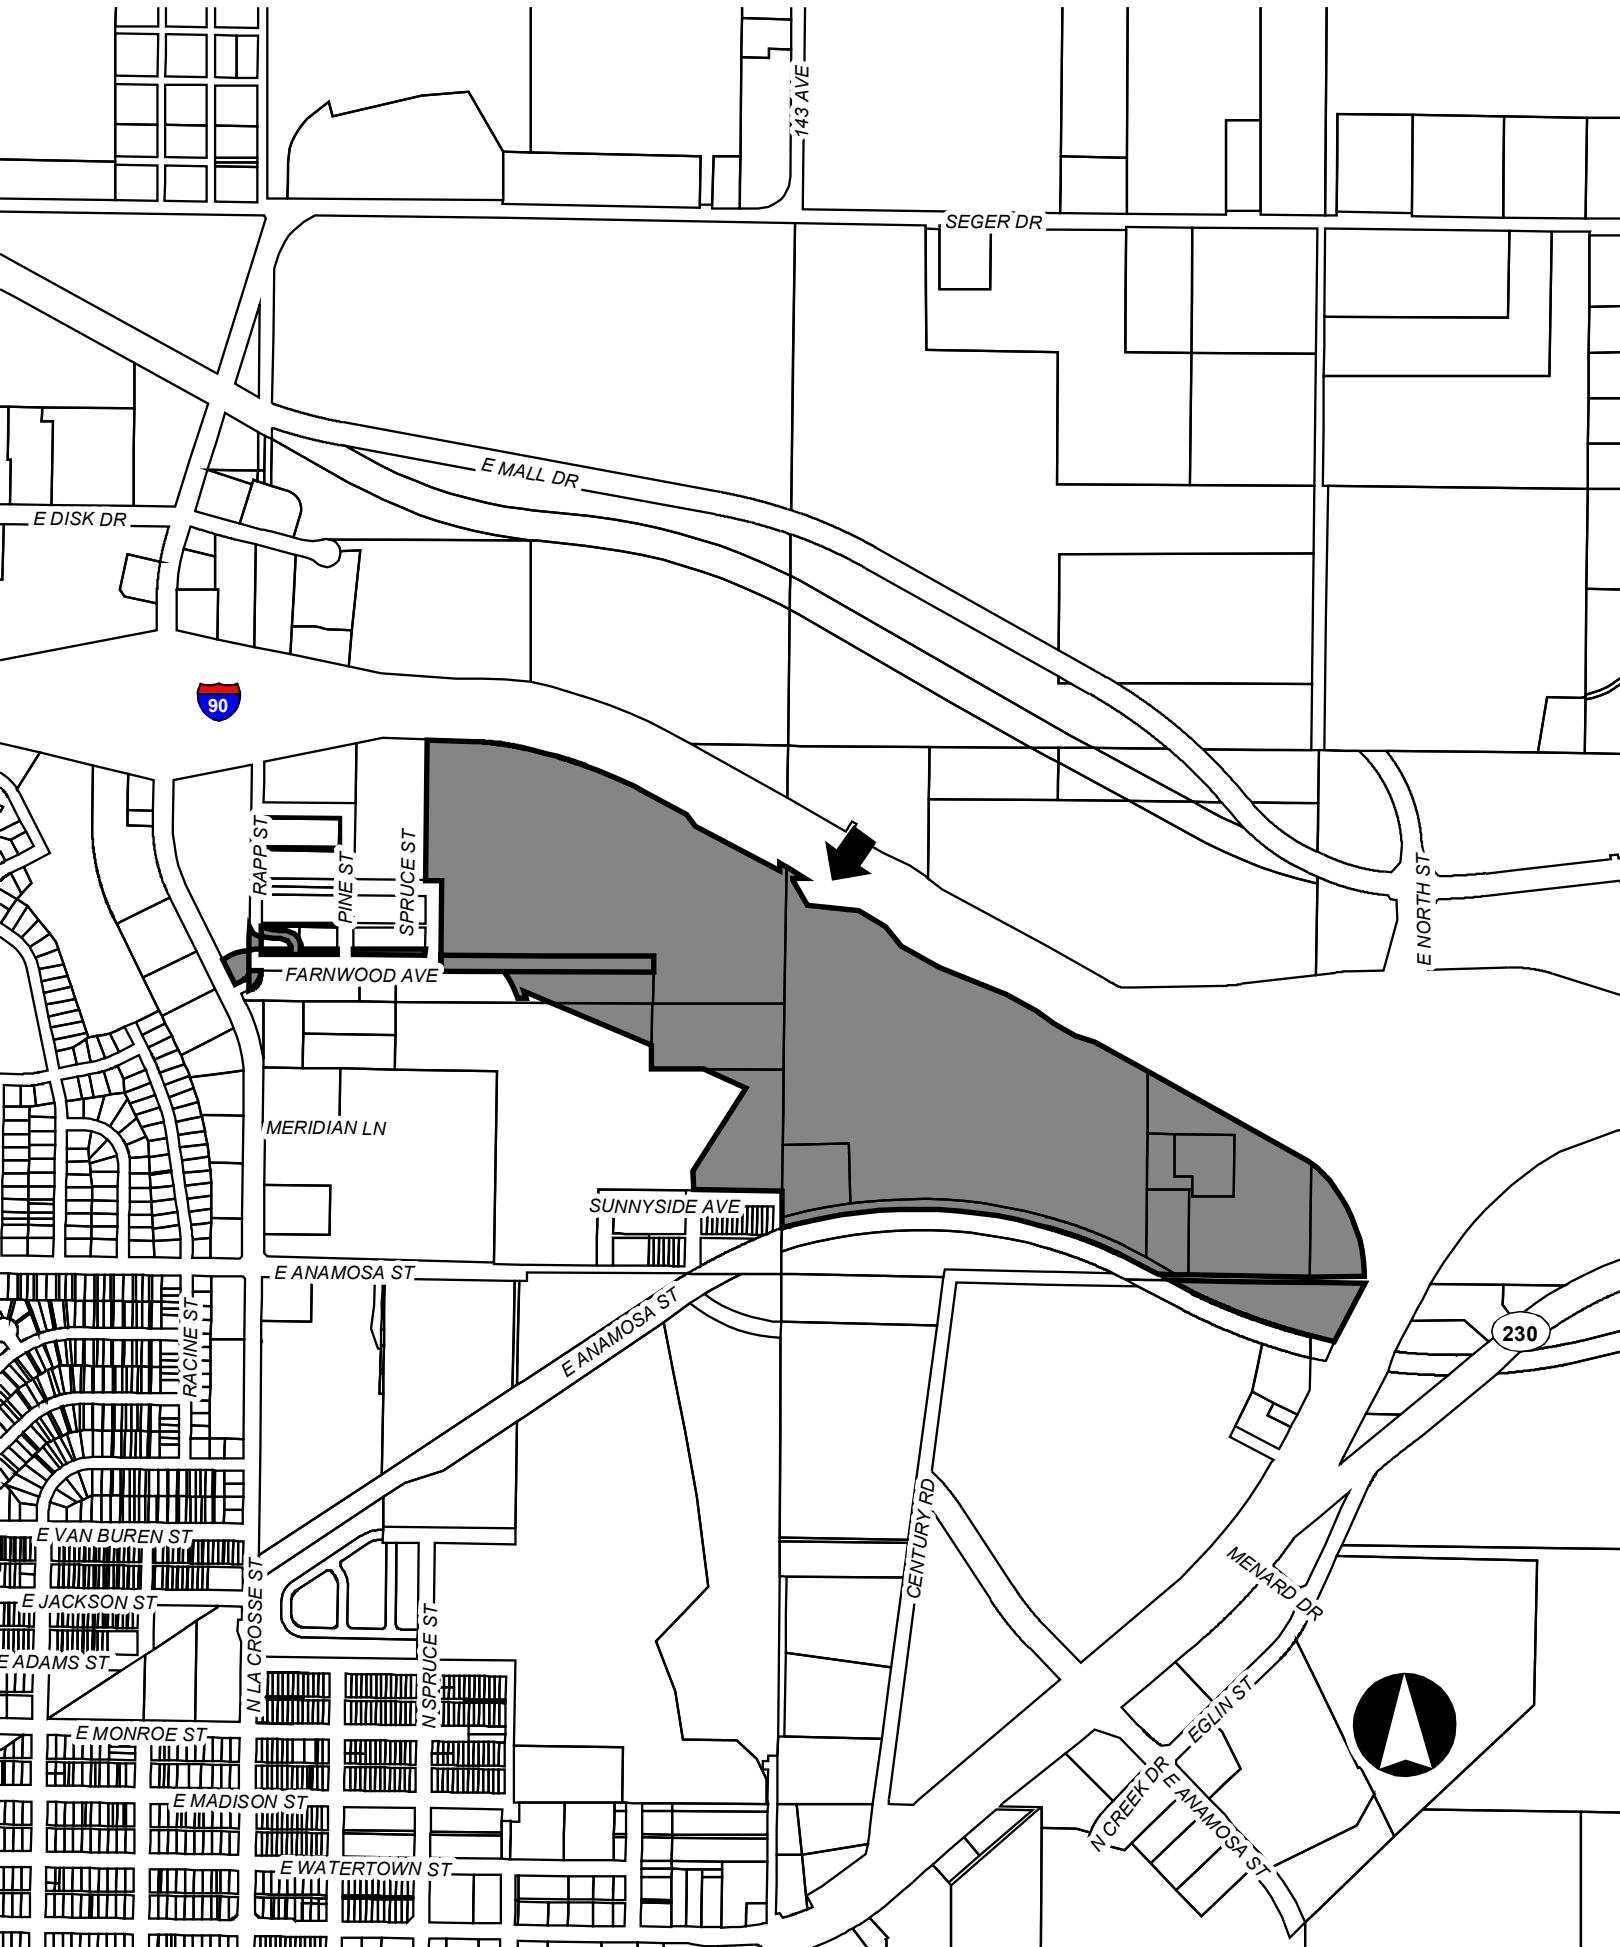 143 AVE
SEGER DR
E MALL DR
E DISK DR
90
RAPP ST
PINE ST
SPRUCE ST
E NORTH ST
FARNWOOD AVE
MERIDIAN LN
SUNNYSIDE AVE
E ANAMOSA ST
E ANAMOSA ST
RACINE ST
230
CENTURY RD
E VAN BUREN ST
MENARD DR
E JACKSON ST
N LA CROSSE ST
N SPRUCE ST
E ADAMS ST
EGLIN ST
E MONROE ST
N CREEK DR
E ANAMOSA ST
E MADISON ST
E WATERTOWN ST